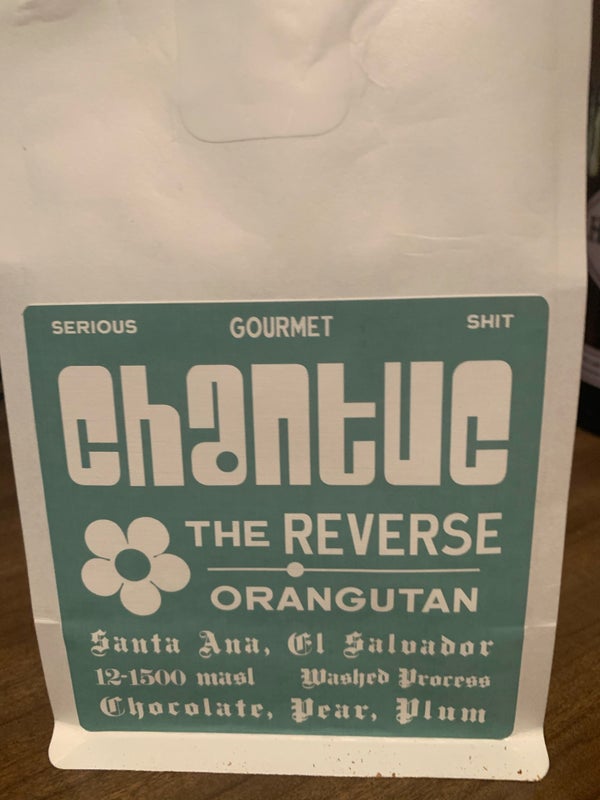 SERIOUS GOURMET SHIT
chantuc
THE REVERSE
ORANGUTAN
Santa Ana, El Salvador
12-1500 masl Washed Process
Chocolate, Pear, Plum